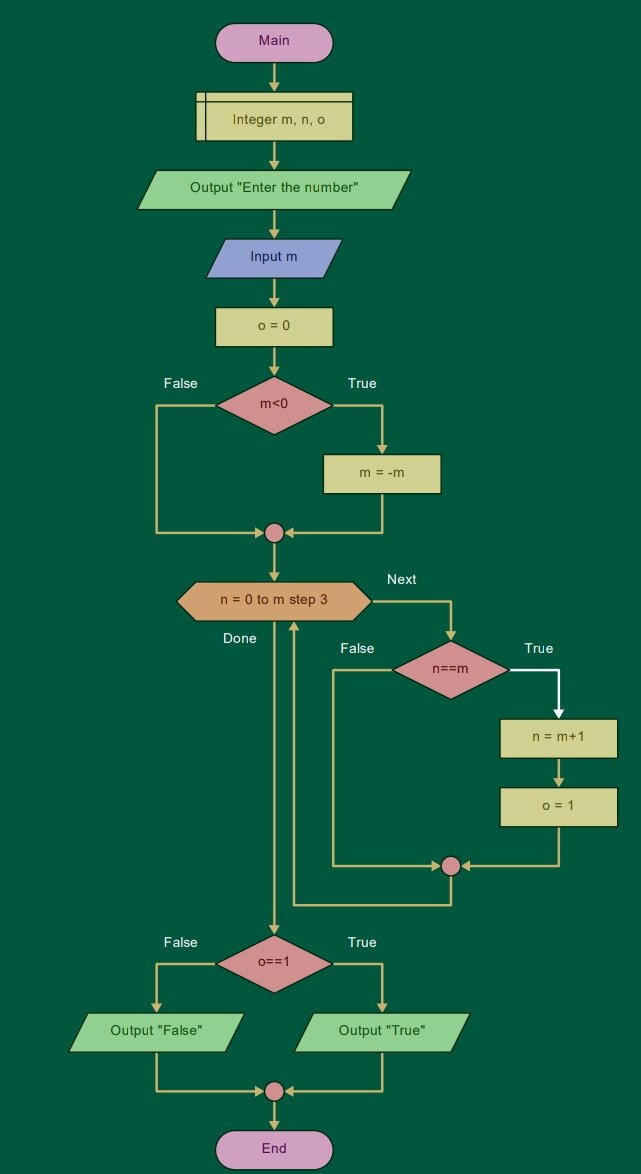 Main
Integer m, n, o
Output "Enter the number"
Input m
o = 0
False
True
m<0
m = -m
n = 0 to m step 3
Next
Done
False
True
n==m
n = m+1
o = 1
False
True
o==1
Output "False"
Output "True"
End